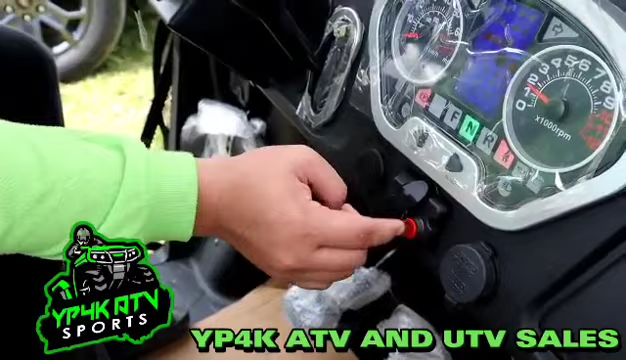 0 1 2 3 4 5 6 7 8 9
x1000rpm
F N R
YP4K ATV
SPORTS
YP4K ATV AND UTV SALES